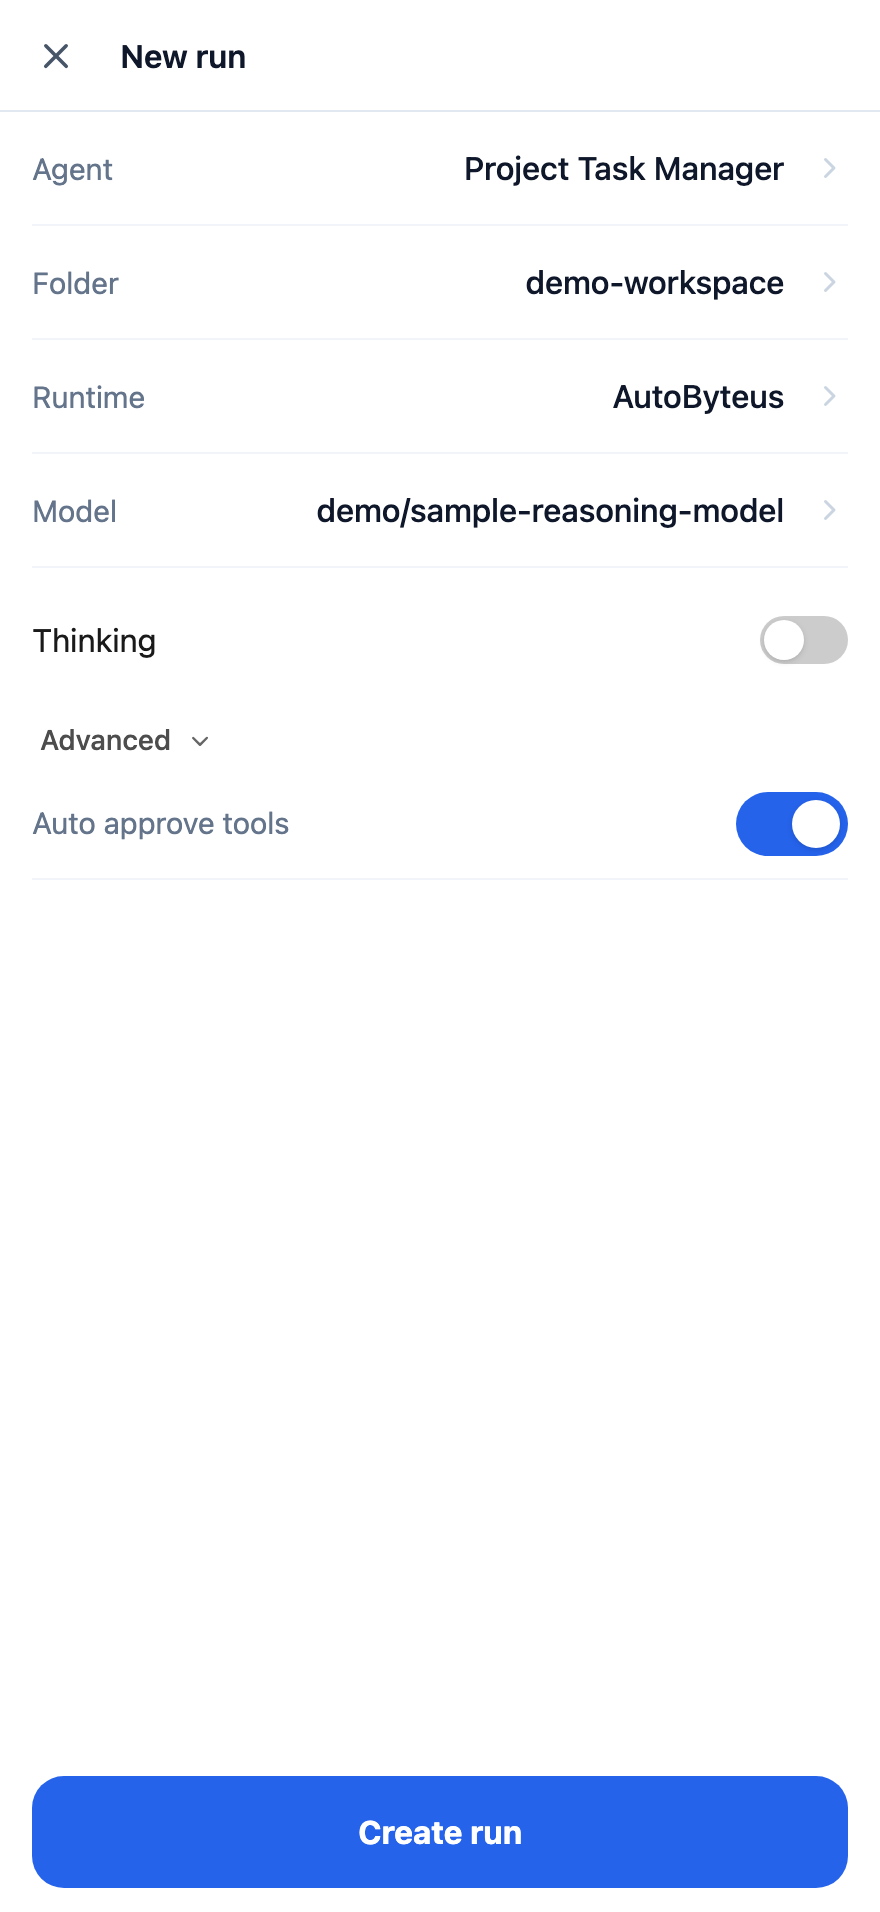 New run
Agent Project Task Manager
Folder demo-workspace
Runtime AutoByteus
Model demo/sample-reasoning-model
Thinking
Advanced
Auto approve tools
Create run